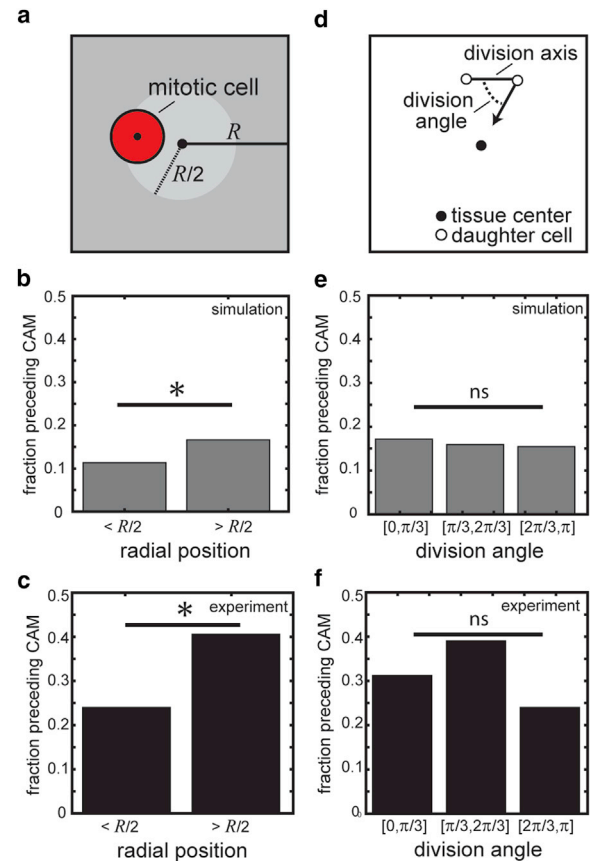 a
mitotic cell
R
R/2
d
division axis
division
angle
tissue center
daughter cell
b
fraction preceding CAM
0.5
0.4
0.3
0.2
0.1
0
simulation
*
< R/2
> R/2
radial position
e
fraction preceding CAM
0.5
0.4
0.3
0.2
0.1
0
simulation
ns
[0,π/3]
[π/3,2π/3]
[2π/3,π]
division angle
c
fraction preceding CAM
0.5
0.4
0.3
0.2
0.1
0
experiment
*
< R/2
> R/2
radial position
f
fraction preceding CAM
0.5
0.4
0.3
0.2
0.1
0
experiment
ns
[0,π/3]
[π/3,2π/3]
[2π/3,π]
division angle